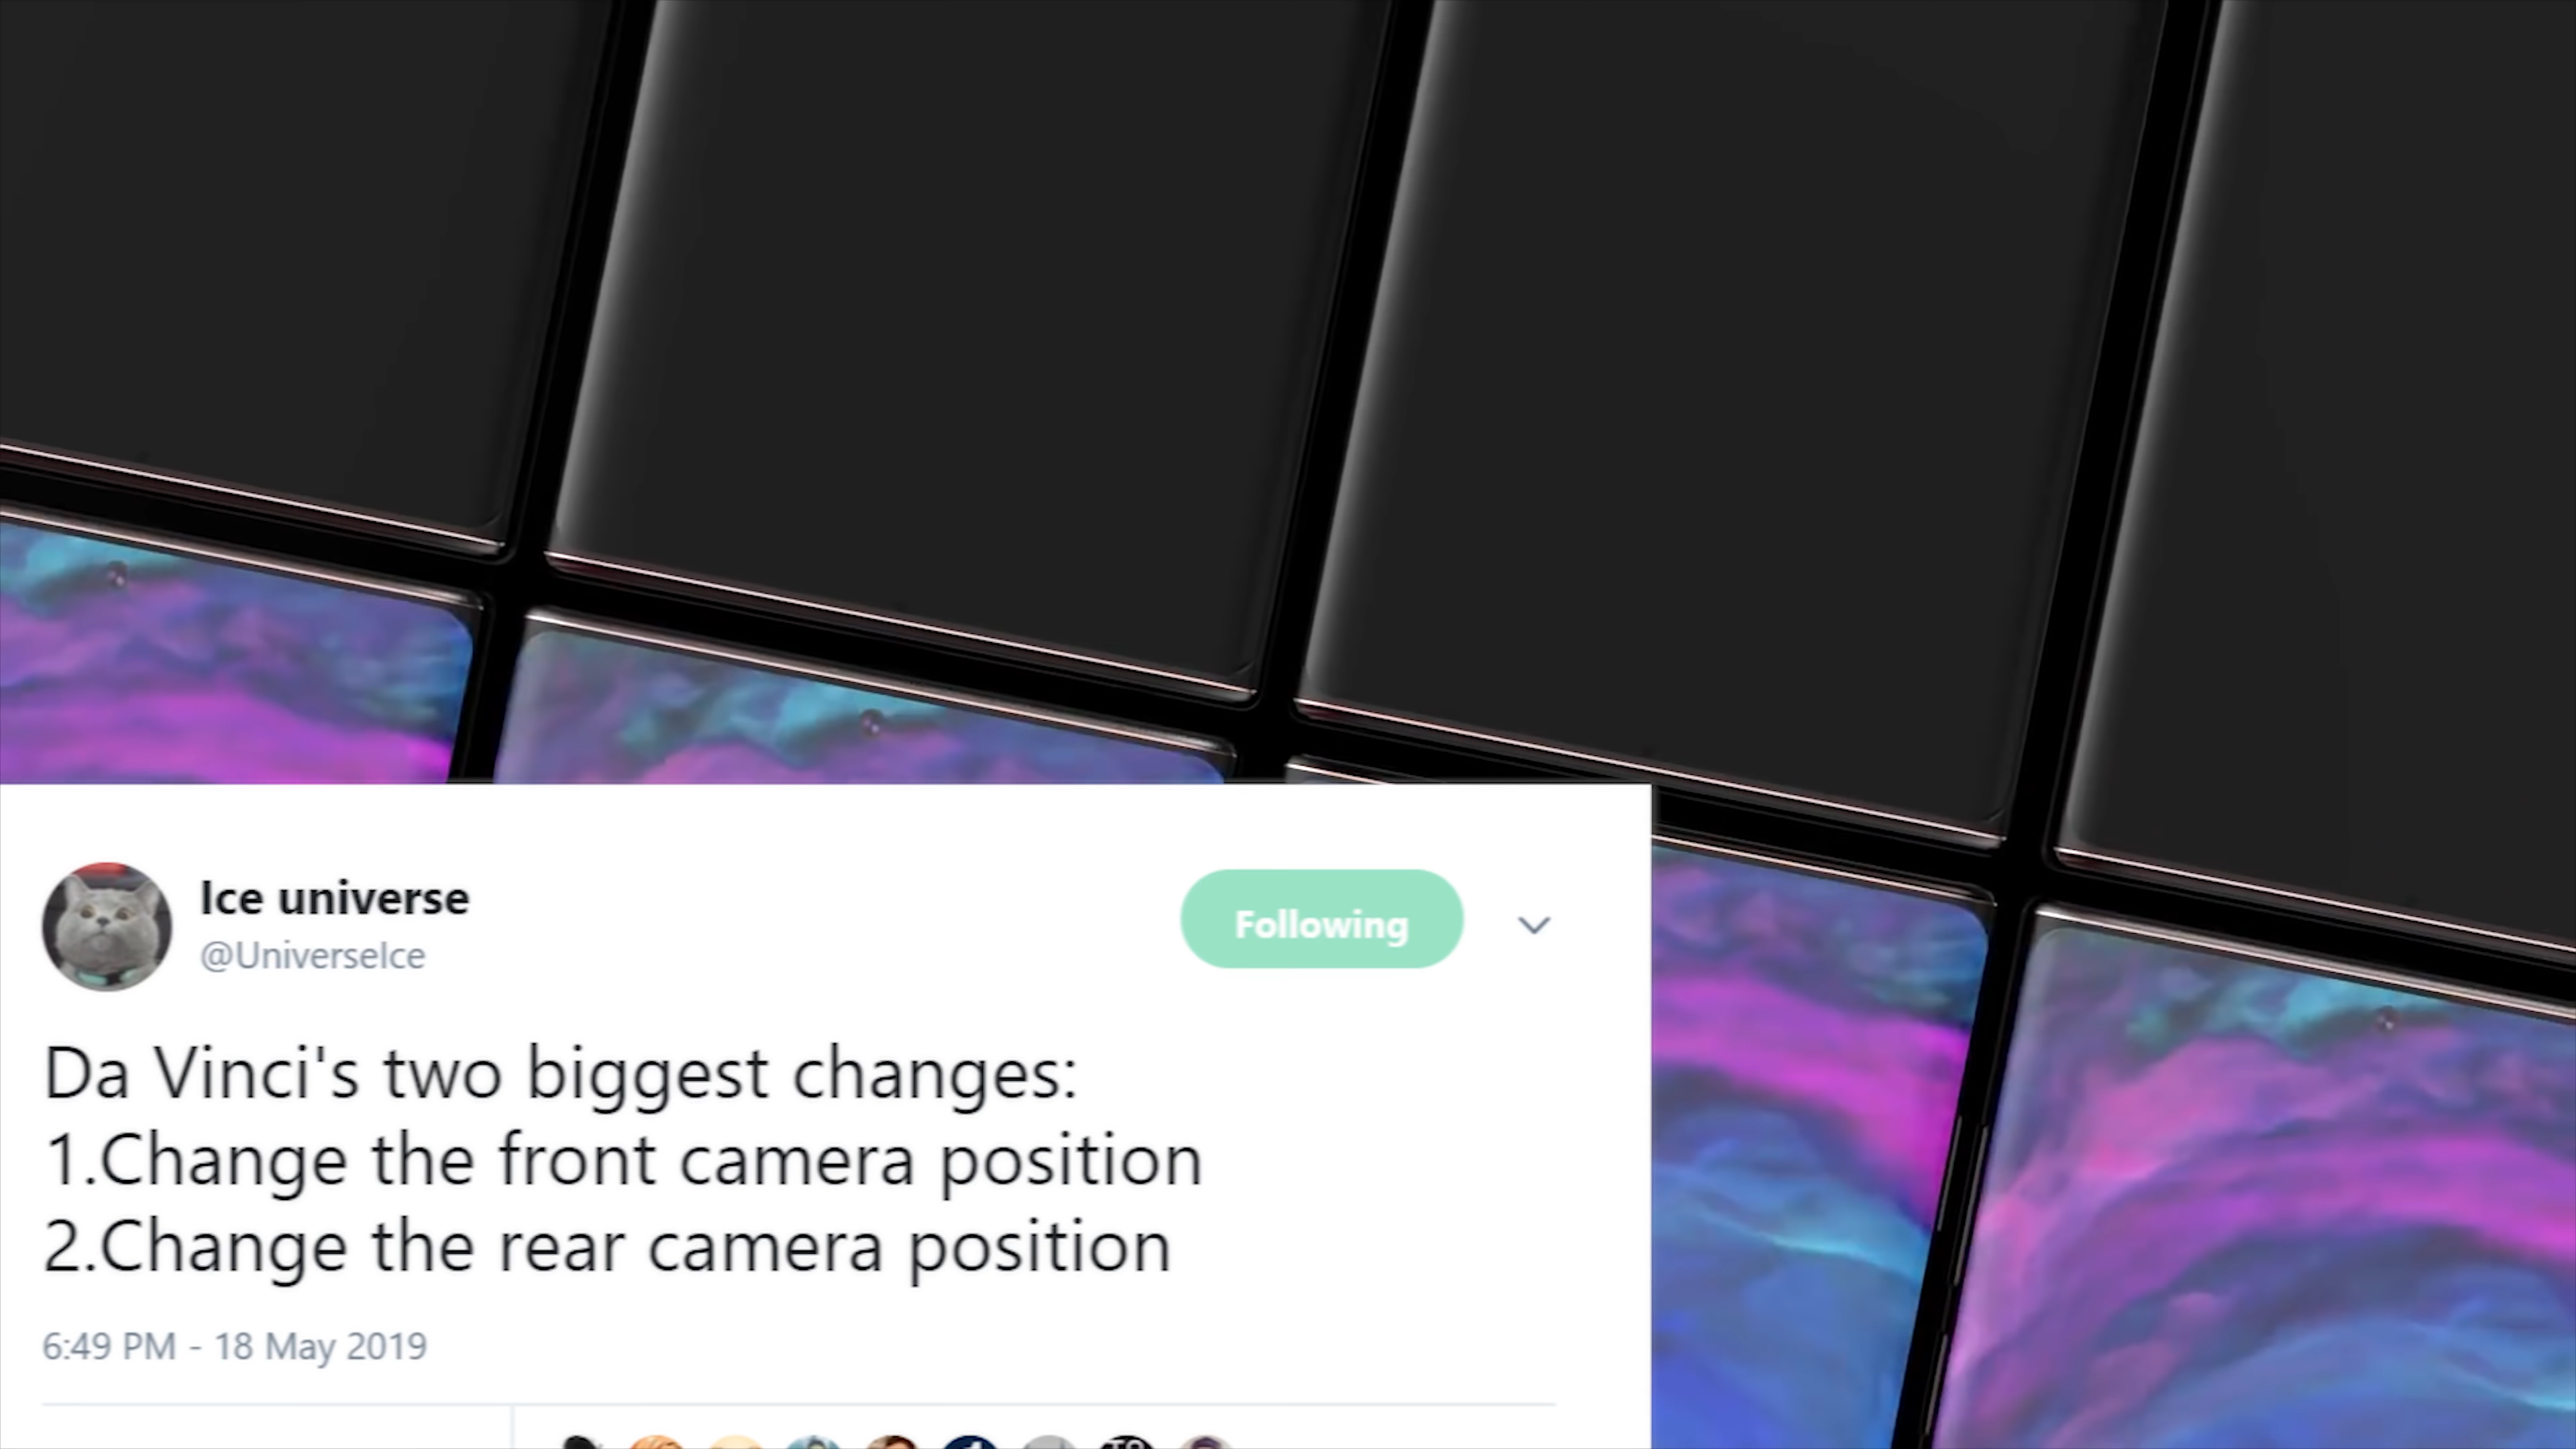 Ice universe
@UniverseIce
Following
Da Vinci's two biggest changes:
1.Change the front camera position
2.Change the rear camera position
6:49 PM - 18 May 2019